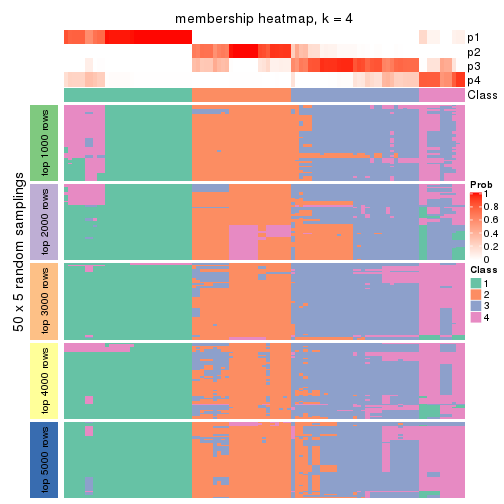 membership heatmap, k = 4
p1
p2
p3
p4
Class
50 x 5 random samplings
top 1000 rows
top 2000 rows
top 3000 rows
top 4000 rows
top 5000 rows
Prob
1
0.8
0.6
0.4
0.2
0
Class
1
2
3
4